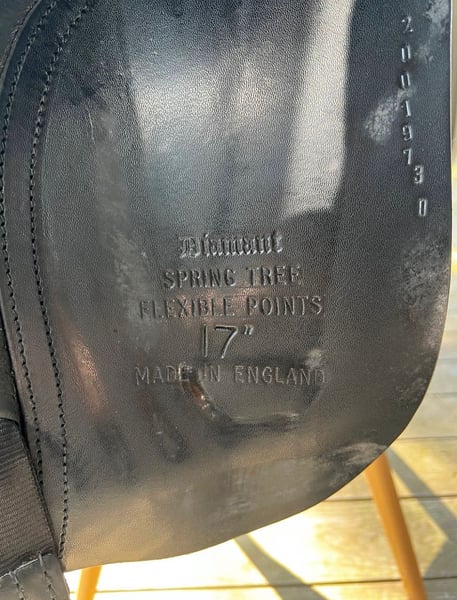 Diamant
SPRING TREE
FLEXIBLE POINTS
17"
MADE IN ENGLAND
20019730